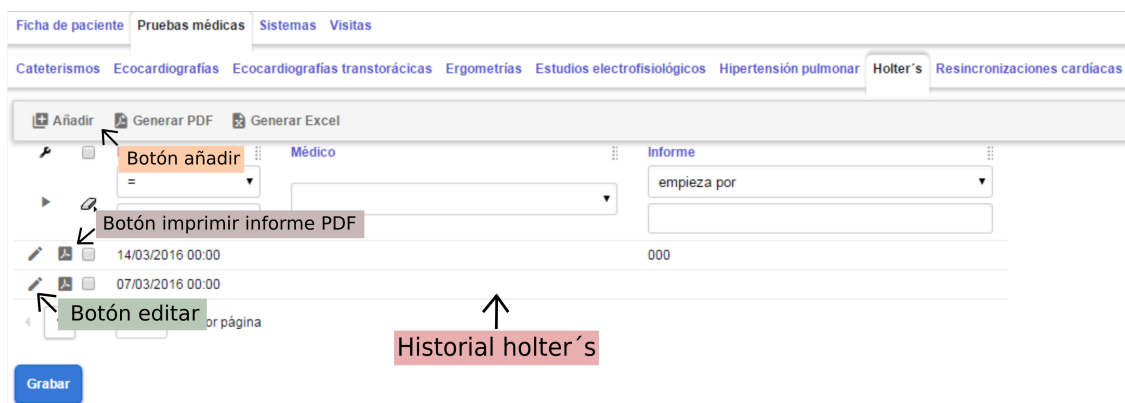 Ficha de paciente Pruebas médicas Sistemas Visitas
Cateterismos Ecocardiografías Ecocardiografías transtorácicas Ergometrías Estudios electrofisiológicos Hipertensión pulmonar Holter´s Resincronizaciones cardíacas
Añadir Generar PDF Generar Excel
Botón añadir Médico Informe
= empieza por
Botón imprimir informe PDF
14/03/2016 00:00 000
07/03/2016 00:00
Botón editar or página
Historial holter´s
Grabar